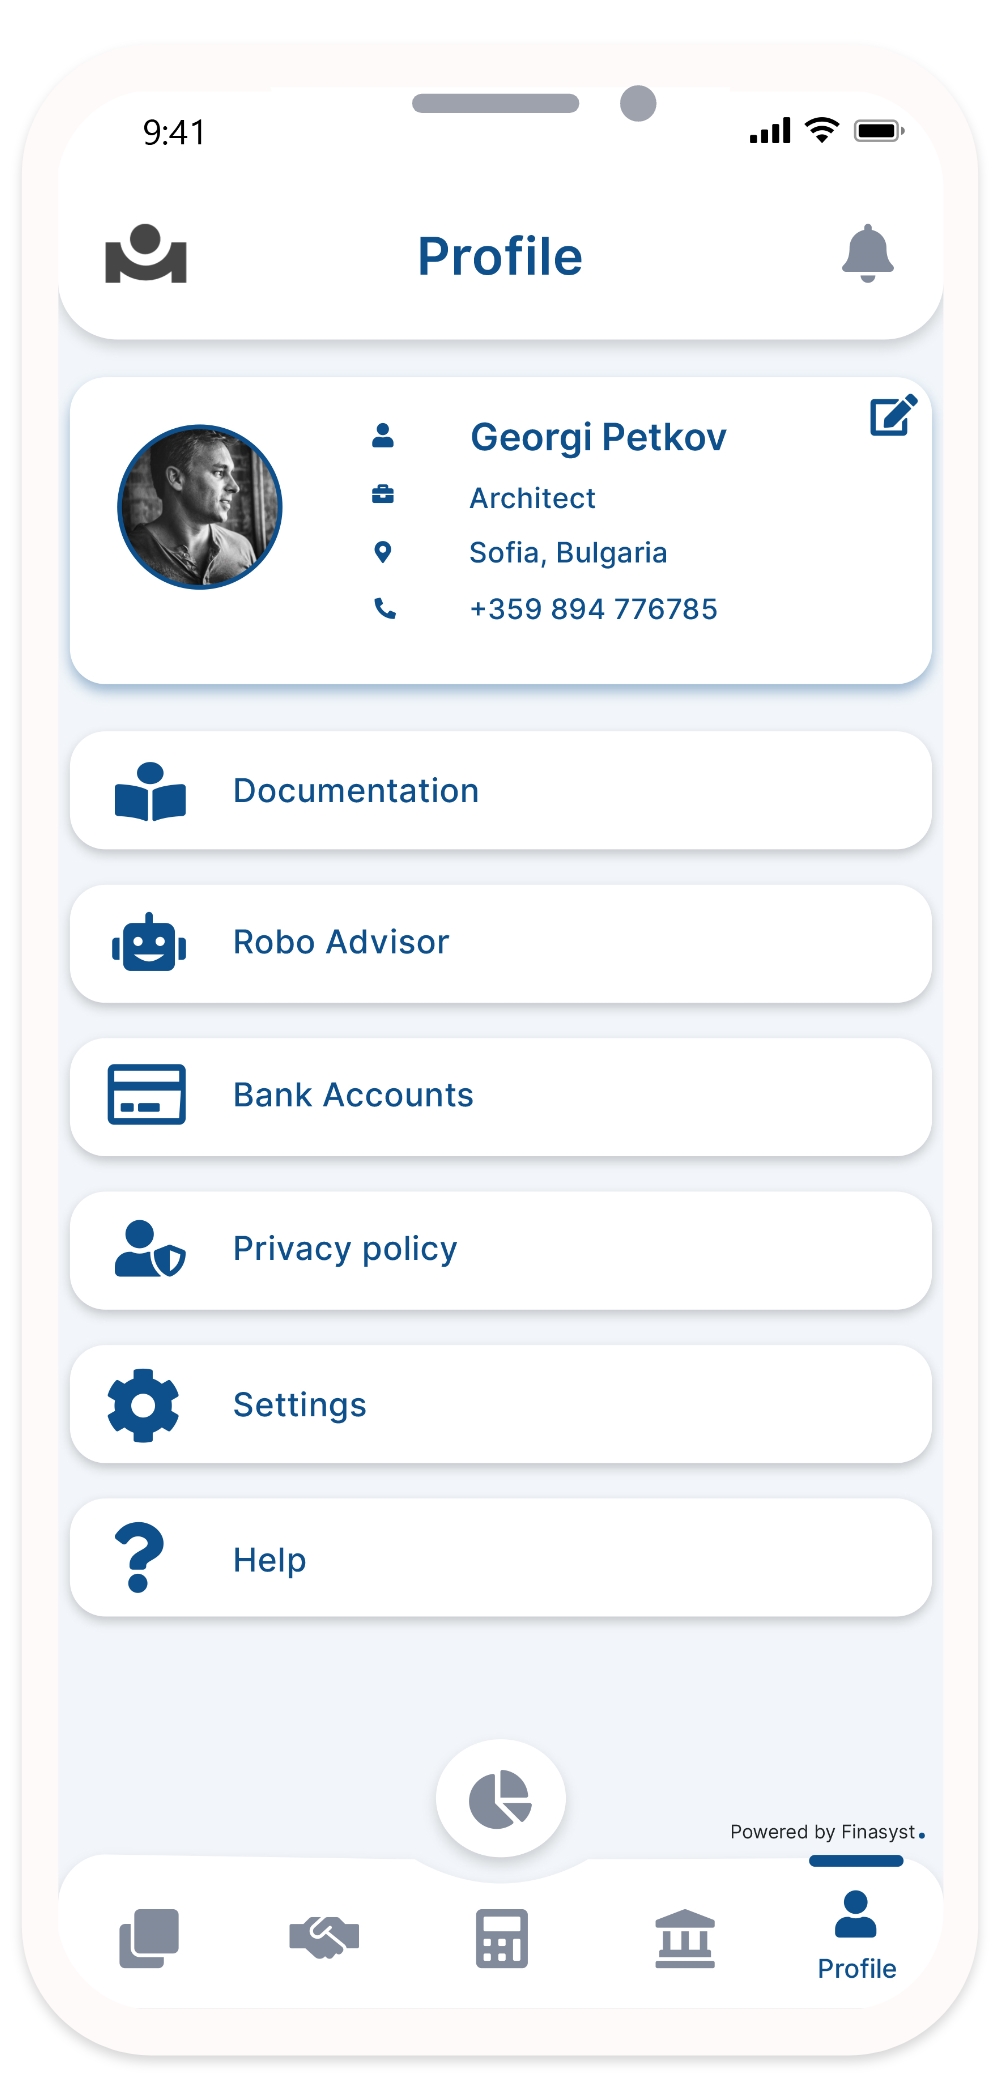 9:41
Profile
Georgi Petkov
Architect
Sofia, Bulgaria
+359 894 776785
Documentation
Robo Advisor
Bank Accounts
Privacy policy
Settings
Help
Powered by Finasyst.
Profile